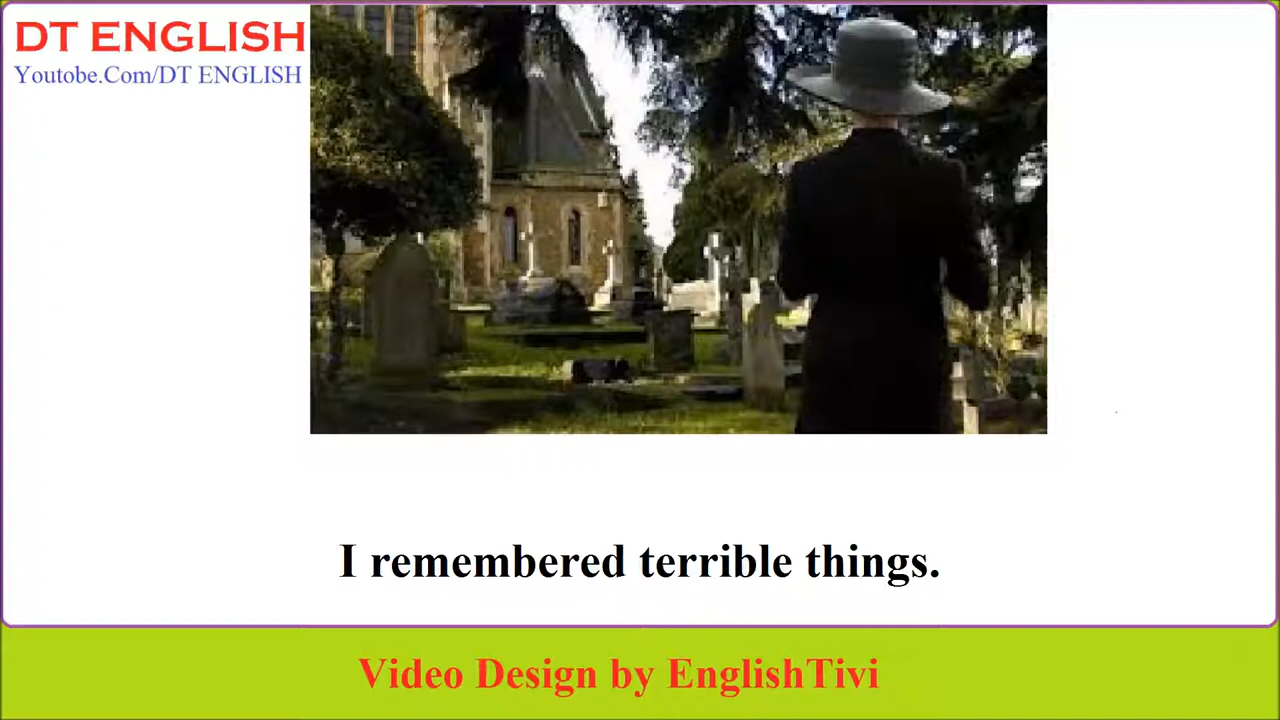 DT ENGLISH
Youtobe.Com/DT ENGLISH
I remembered terrible things.
Video Design by EnglishTivi